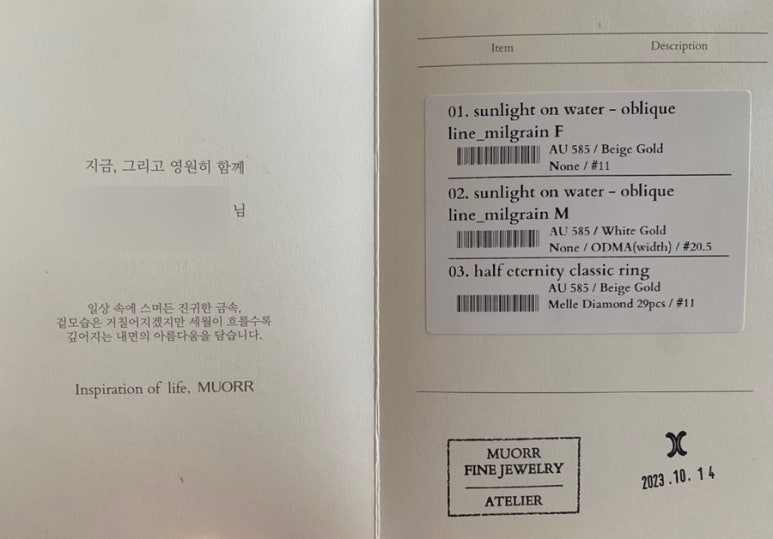 지금, 그리고 영원히 함께
님
일상 속에 스며든 진귀한 금속,
겉모습은 거칠어지겠지만 세월이 흐를수록
깊어지는 내면의 아름다움을 담습니다.
Inspiration of life, MUORR
Item Description
01. sunlight on water - oblique
line_milgrain F
AU 585 / Beige Gold
None / #11
02. sunlight on water - oblique
line_milgrain M
AU 585 / White Gold
None / ODMA(width) / #20.5
03. half eternity classic ring
AU 585 / Beige Gold
Melle Diamond 29pcs / #11
MUORR
FINE JEWELRY
ATELIER
2023.10.14